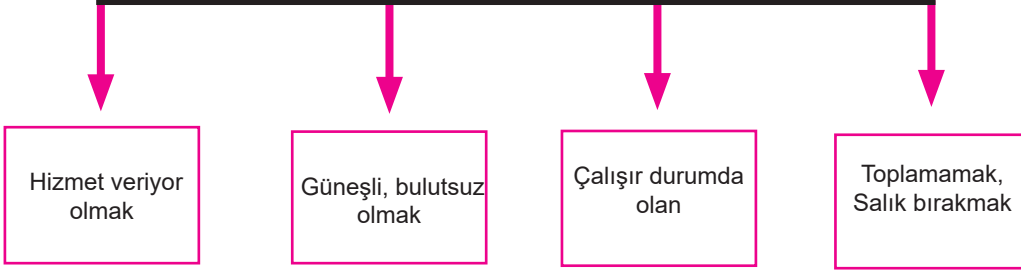 Hizmet veriyor
olmak
Güneşli, bulutsuz
olmak
Çalışır durumda
olan
Toplamamak,
Salık bırakmak